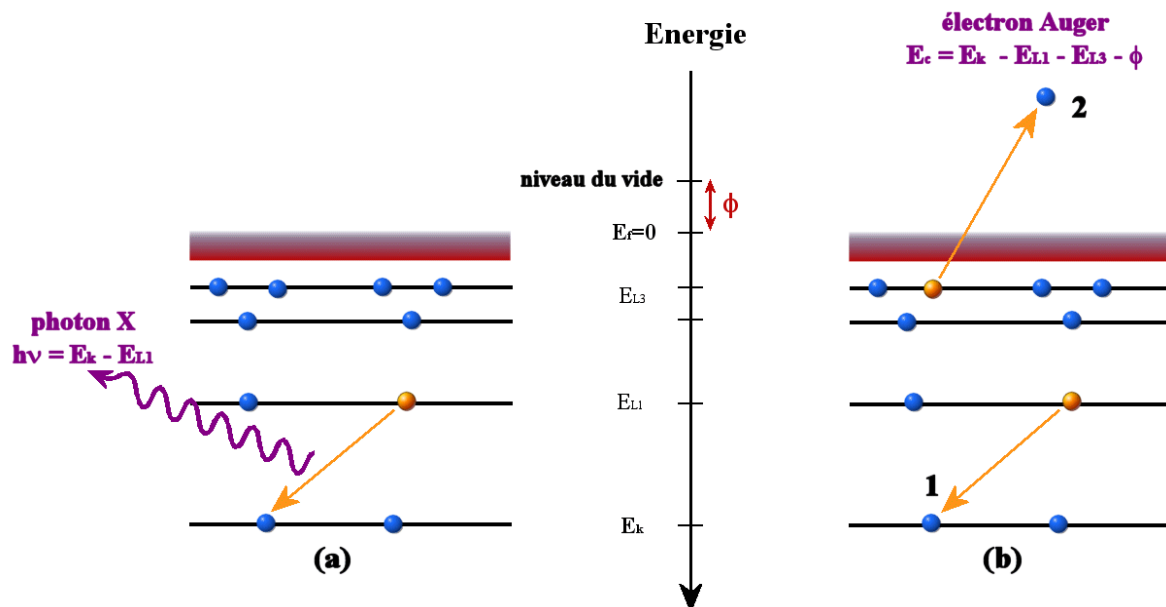 Energie
électron Auger
Ec = Ek - EL1 - EL3 - ϕ
2
niveau du vide
ϕ
Ef=0
EL3
photon X
hν = Ek - EL1
EL1
1
Ek
(a)
(b)